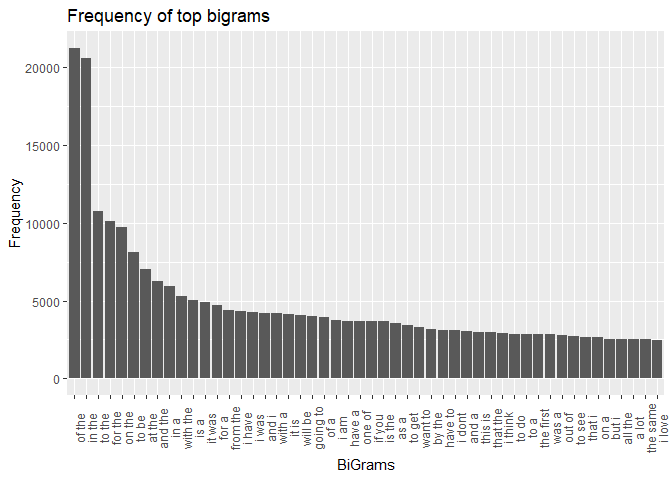 Frequency of top bigrams
Frequency
20000
15000
10000
5000
0
of the
in the
to the
for the
on the
to be
at the
and the
in a
with the
is a
it was
for a
from the
i have
i was
and i
with a
it is
will be
going to
of a
i am
have a
one of
if you
is the
as a
to get
want to
by the
have to
i dont
and a
this is
that the
i think
to do
to a
the first
was a
out of
to see
that i
on a
but i
all the
a lot
the same
i love
BiGrams